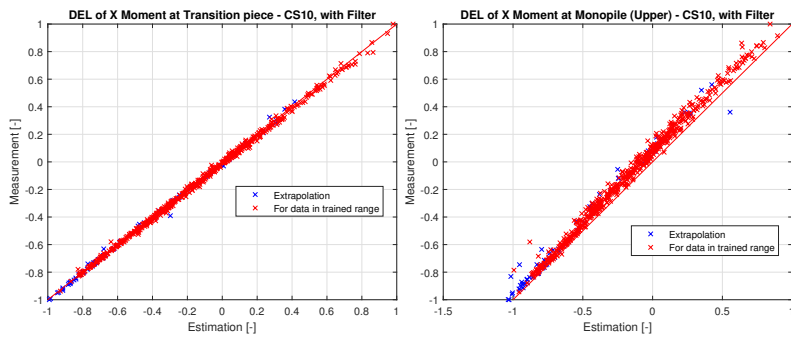 DEL of X Moment at Transition piece - CS10, with Filter
1
0.8
0.6
0.4
0.2
0
-0.2
-0.4
-0.6
-0.8
-1
Measurement [-]
Extrapolation
For data in trained range
-1 -0.8 -0.6 -0.4 -0.2 0 0.2 0.4 0.6 0.8 1
Estimation [-]
DEL of X Moment at Monopile (Upper) - CS10, with Filter
1
0.8
0.6
0.4
0.2
0
-0.2
-0.4
-0.6
-0.8
-1
Measurement [-]
Extrapolation
For data in trained range
-1.5 -1 -0.5 0 0.5 1
Estimation [-]